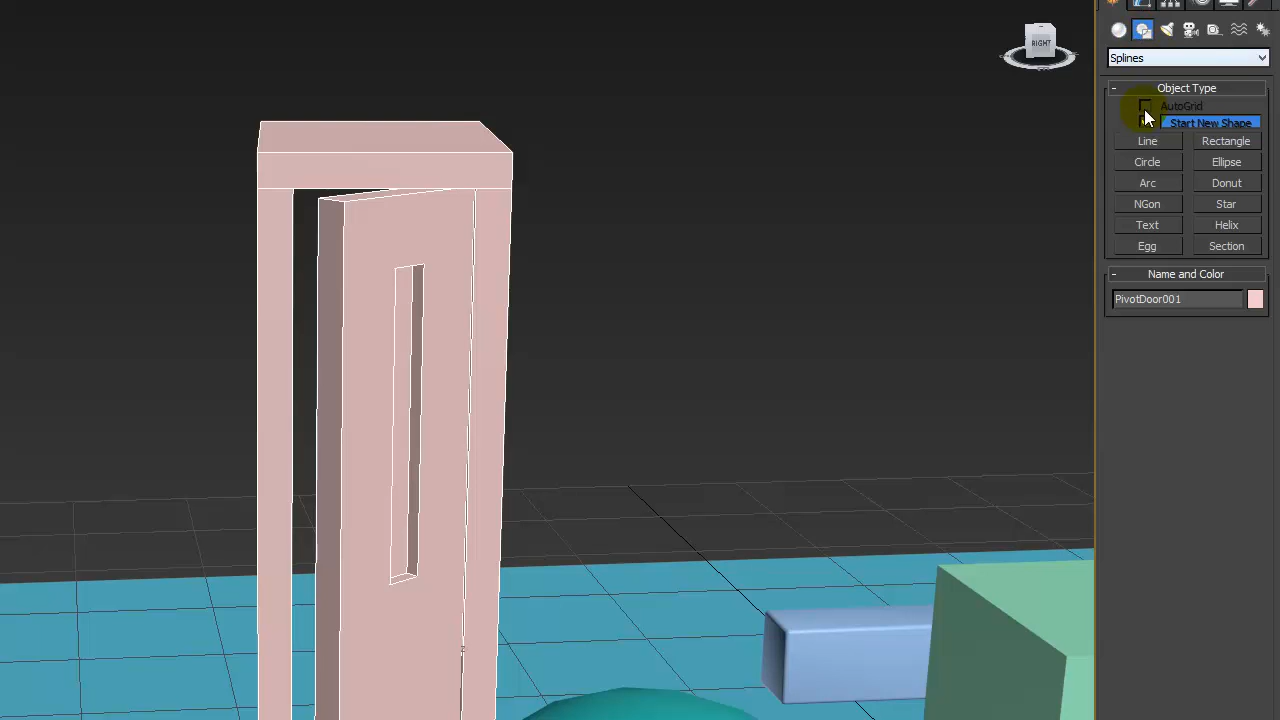 RIGHT
Splines
- Object Type
AutoGrid
Start New Shape
Line Rectangle
Circle Ellipse
Arc Donut
NGon Star
Text Helix
Egg Section
- Name and Color
PivotDoor001